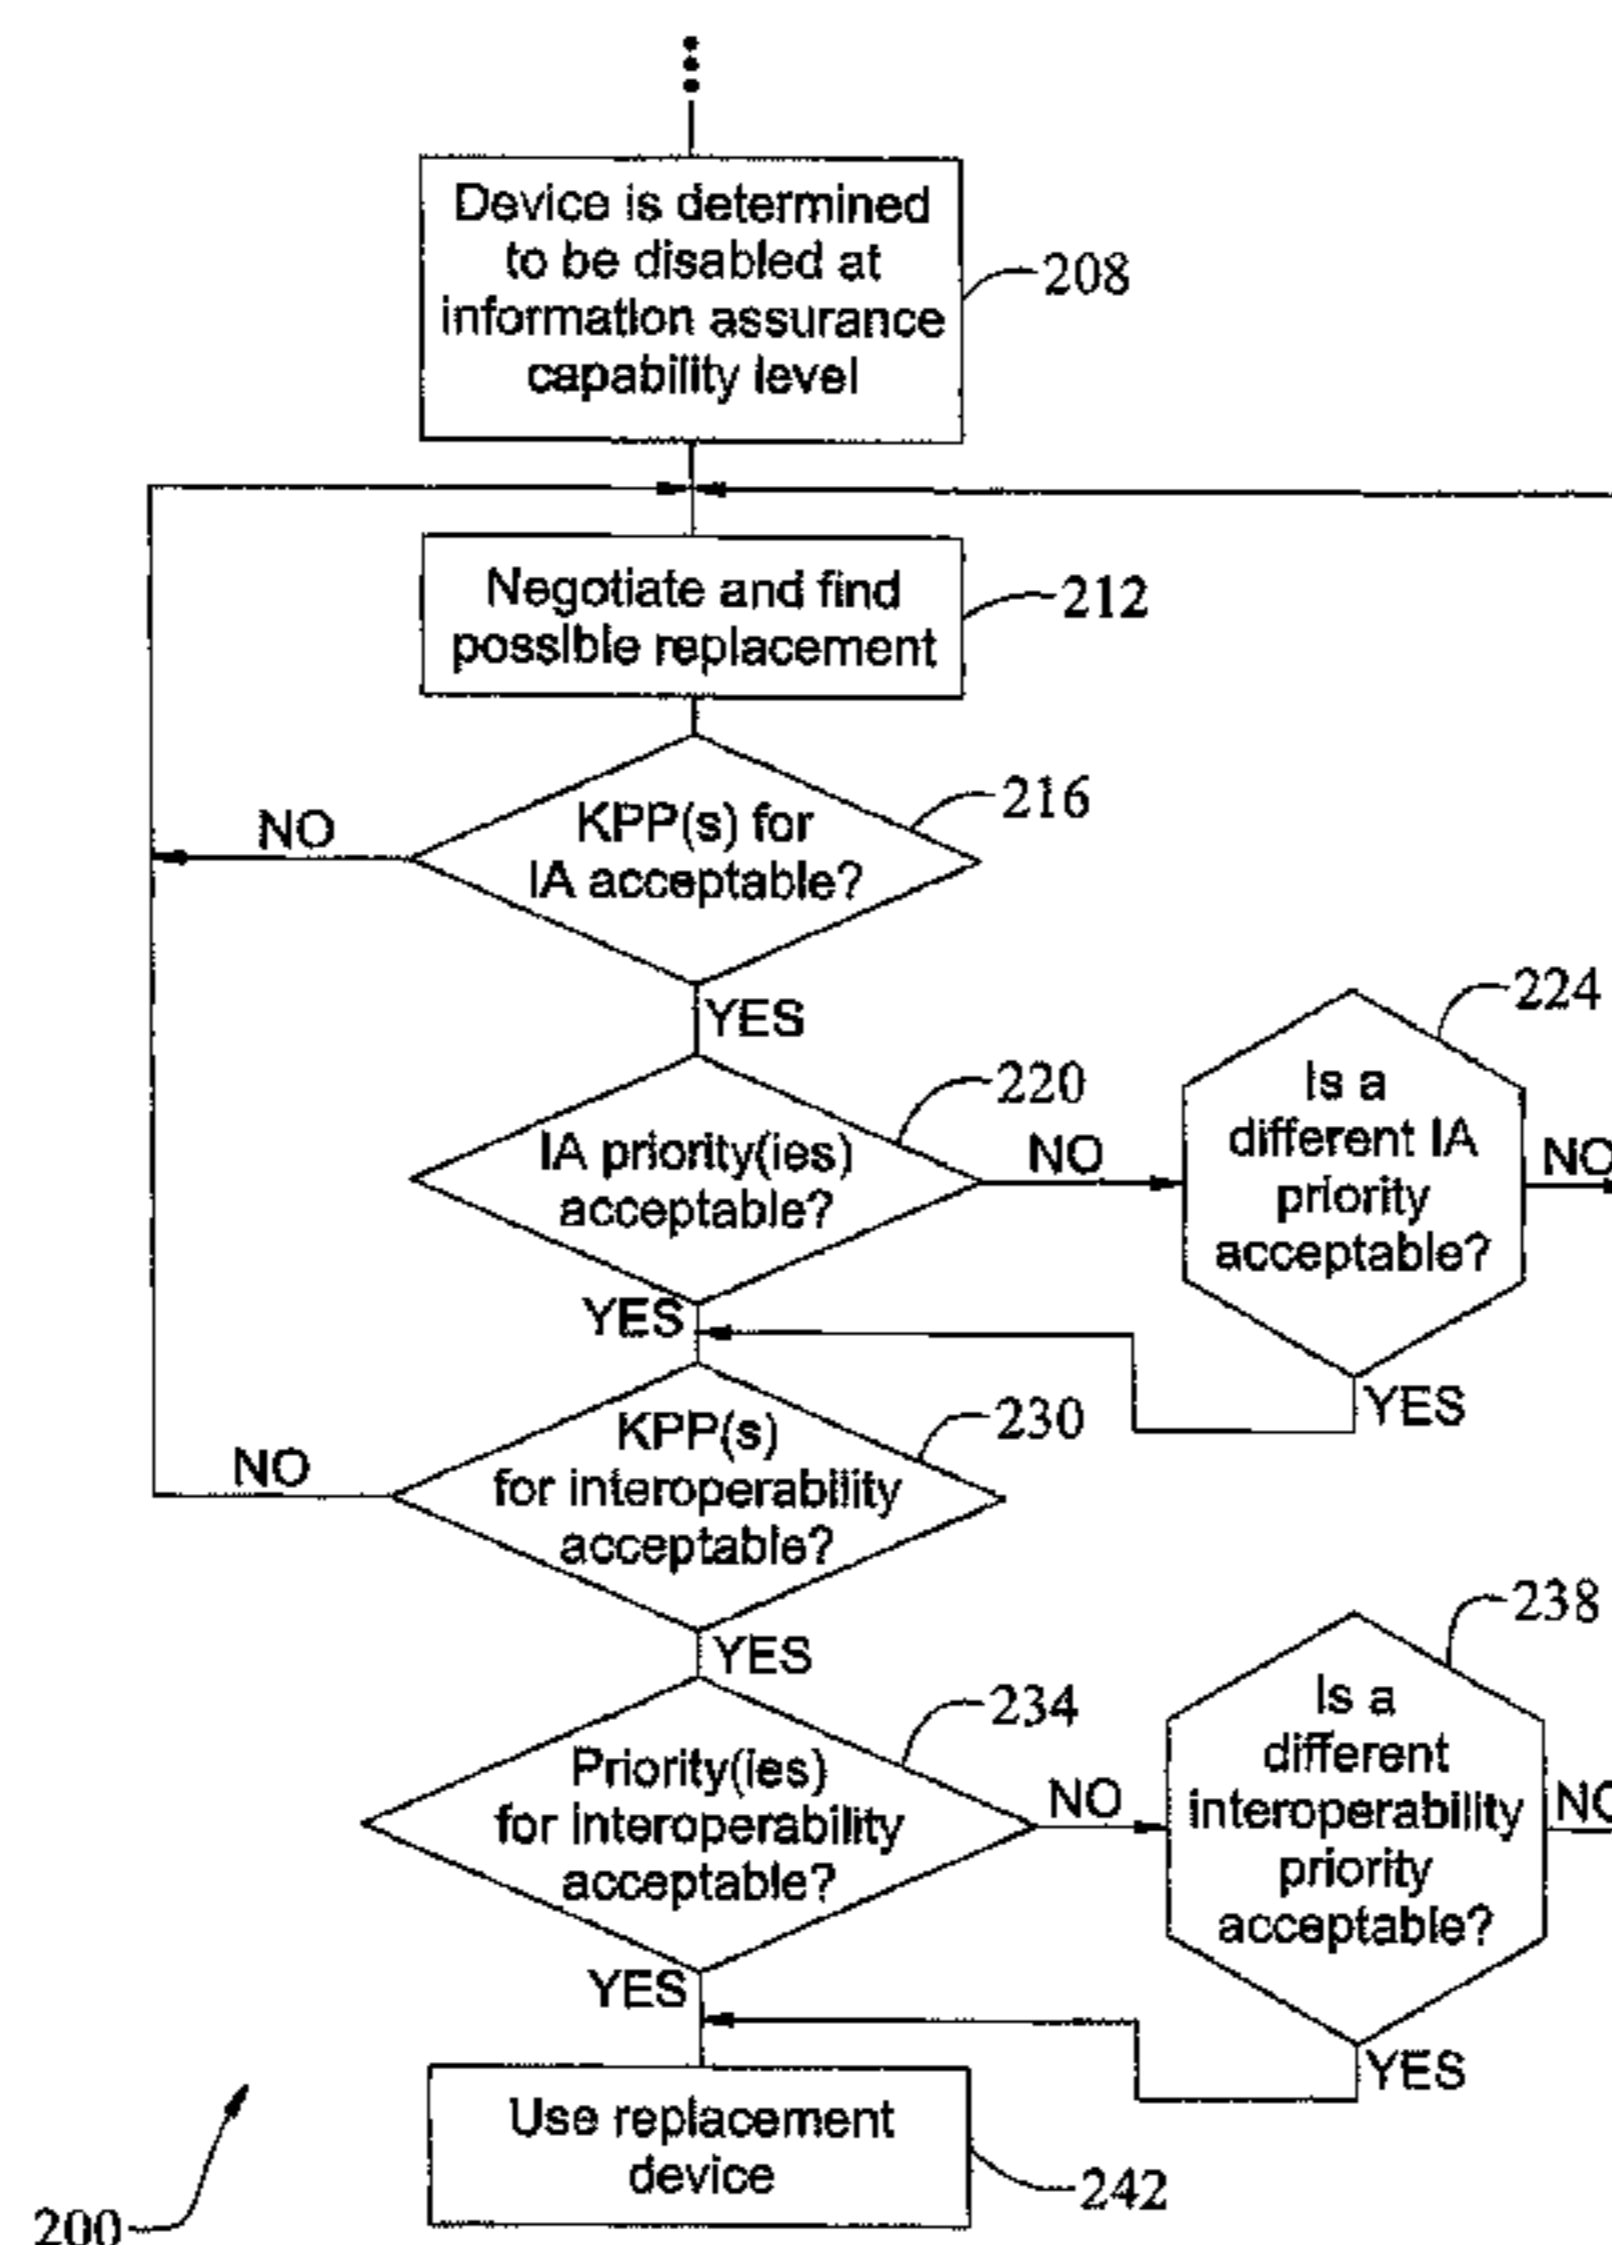 Device is determined
to be disabled at
information assurance
capability level
208
Negotiate and find
possible replacement
212
KPP(s) for
IA acceptable?
216
NO
YES
IA priority(ies)
acceptable?
220
NO
Is a
different IA
priority
acceptable?
224
NO
YES
YES
KPP(s)
for interoperability
acceptable?
230
NO
YES
Priority(ies)
for interoperability
acceptable?
234
NO
Is a
different
interoperability
priority
acceptable?
238
NO
YES
YES
Use replacement
device
242
200